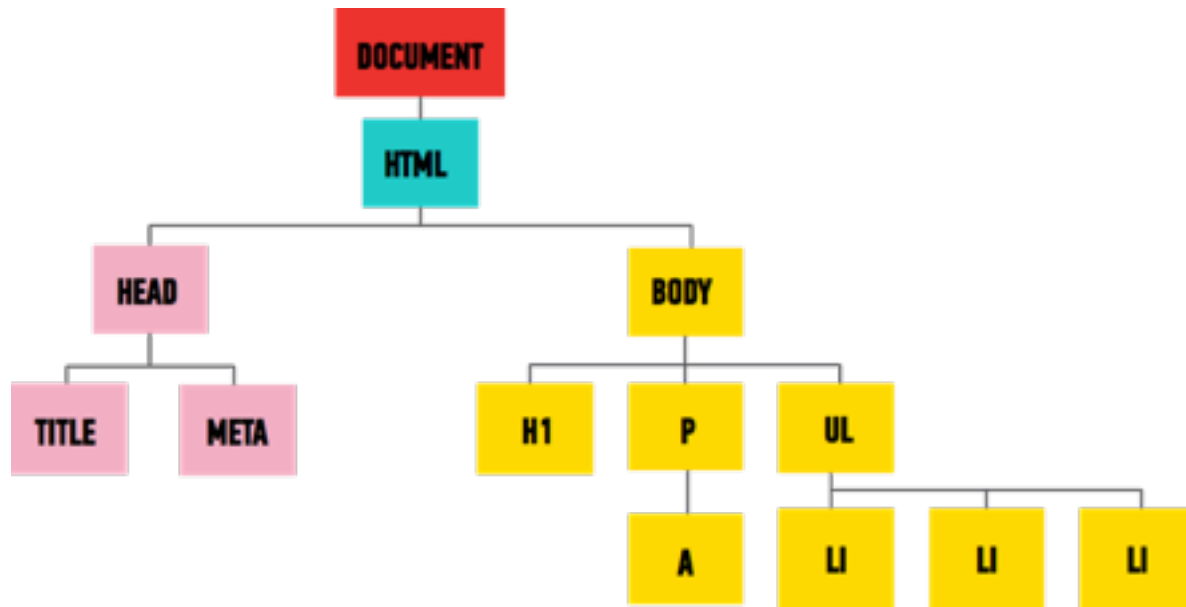 DOCUMENT
HTML
HEAD
BODY
TITLE
META
H1
P
UL
A
LI
LI
LI